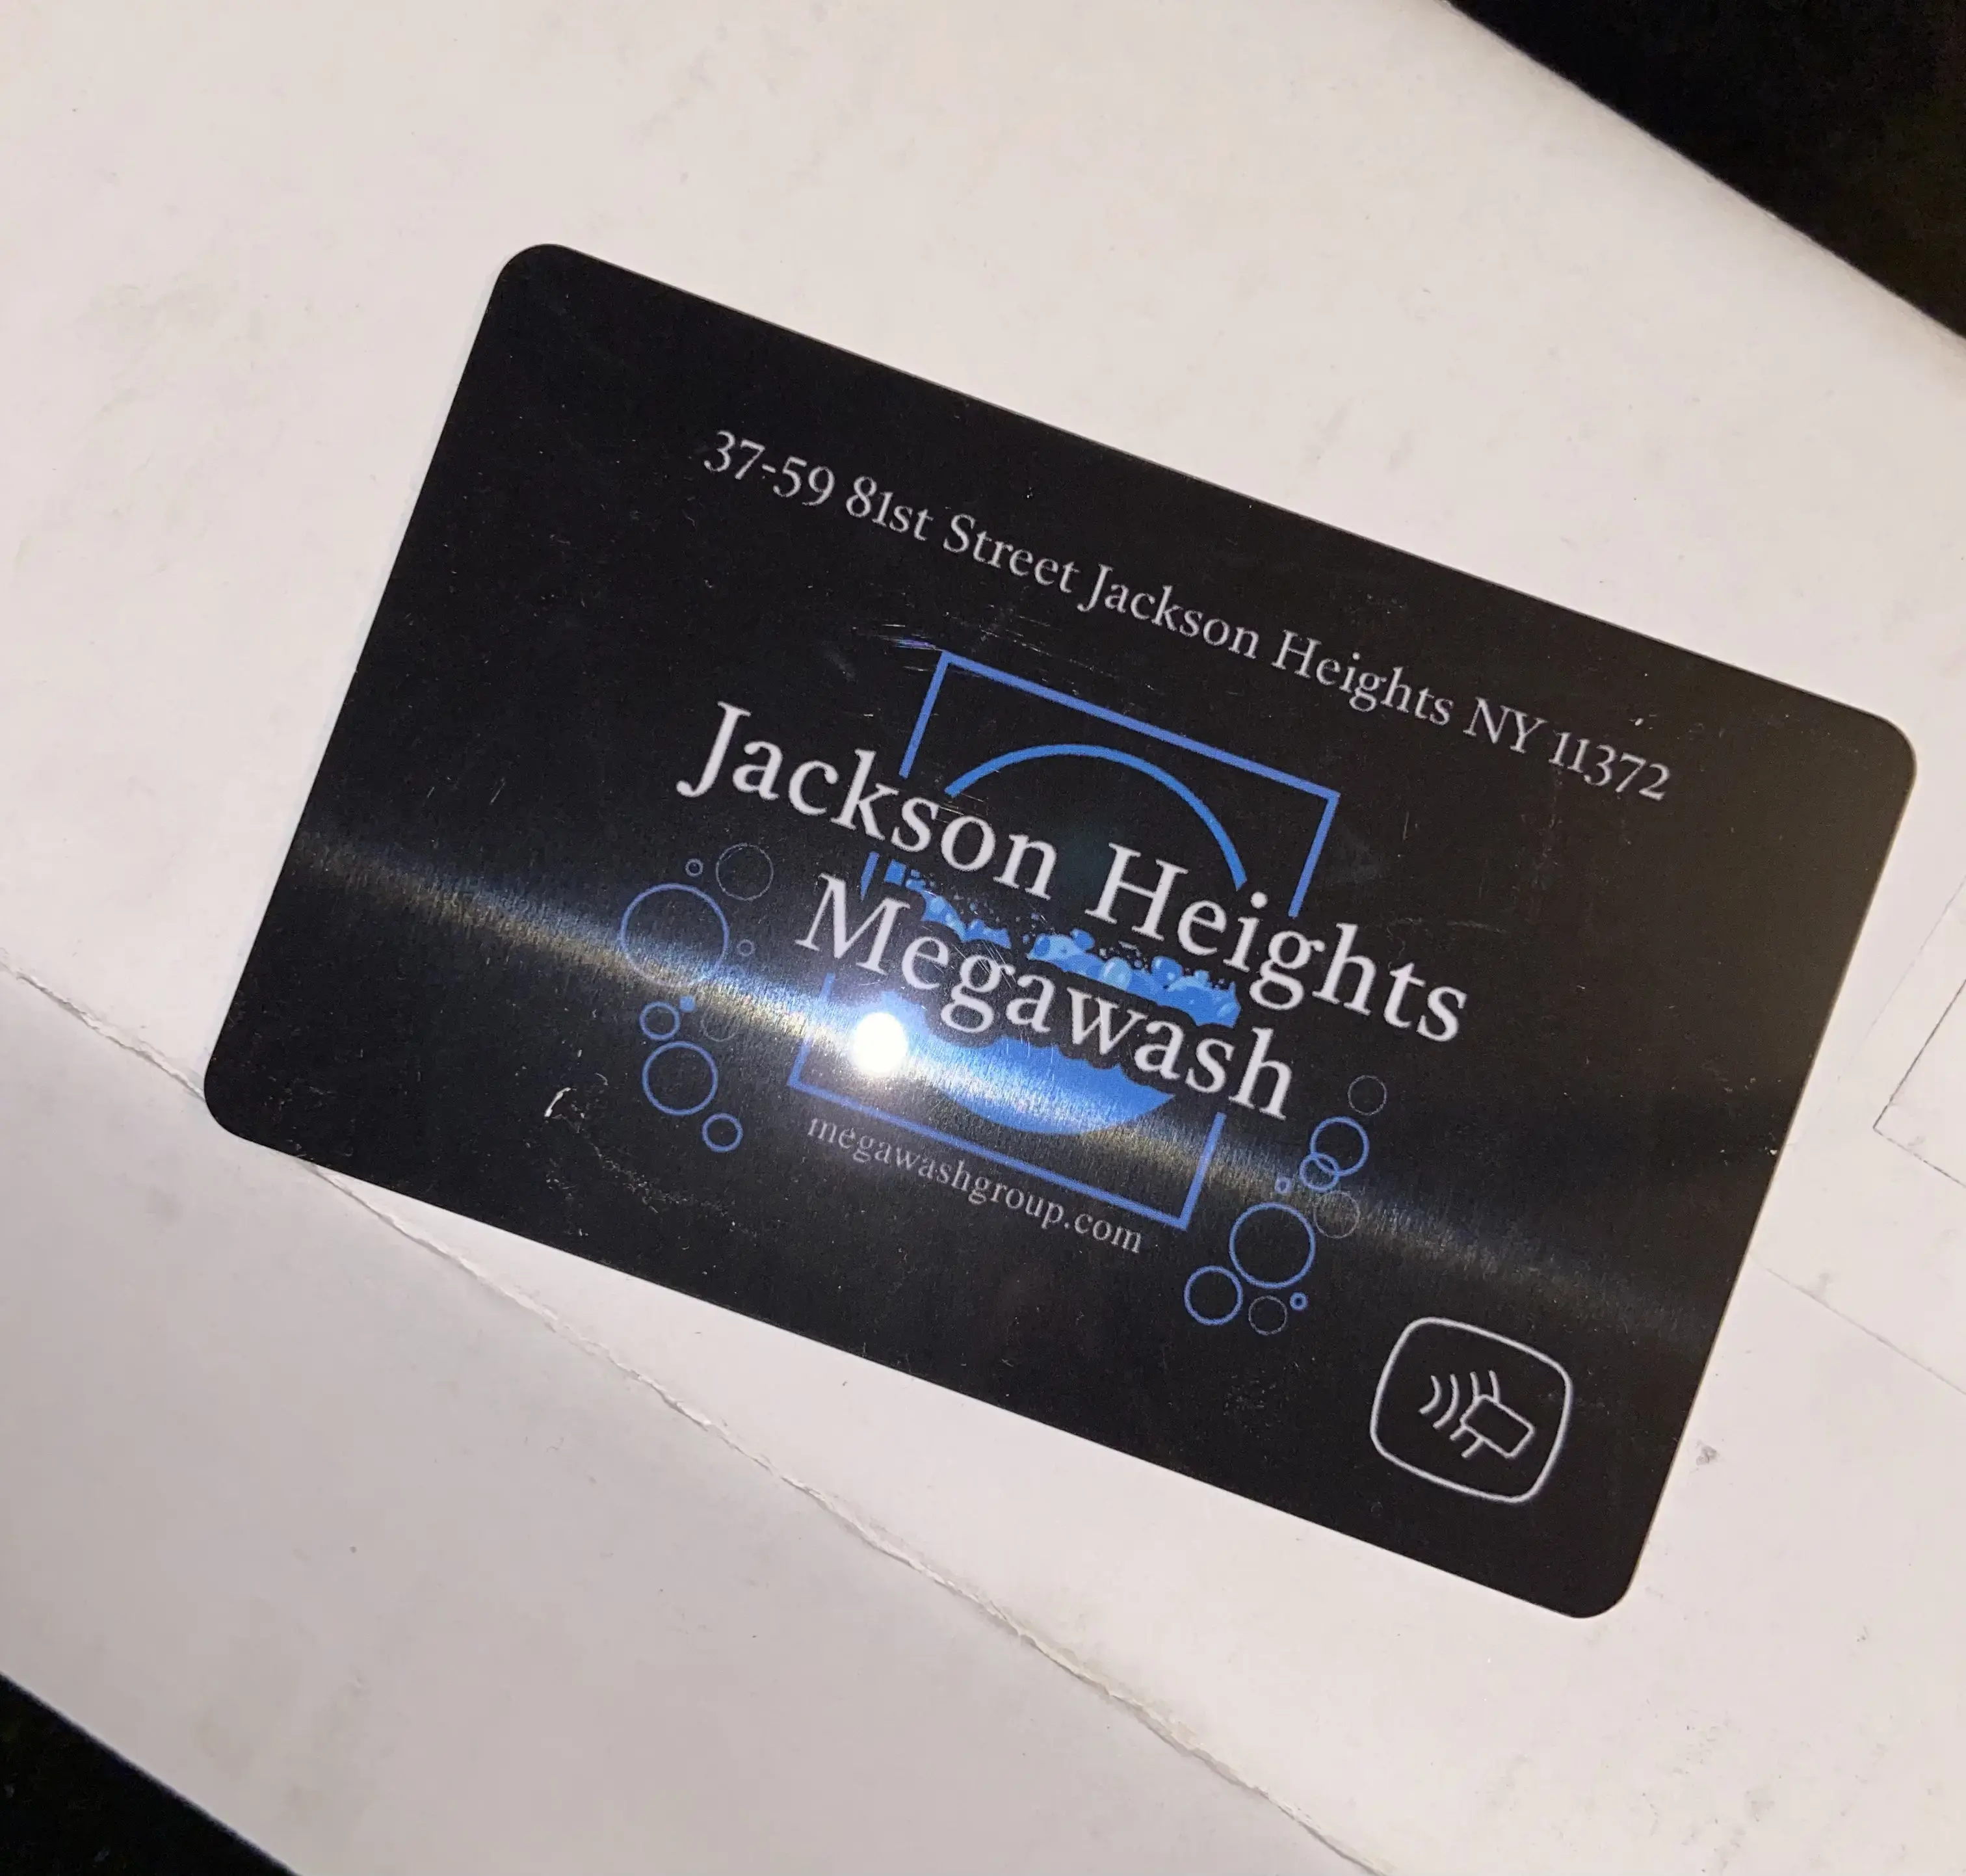 37-59 81st Street Jackson Heights NY 11372
Jackson Heights
Megawash
megawashgroup.com